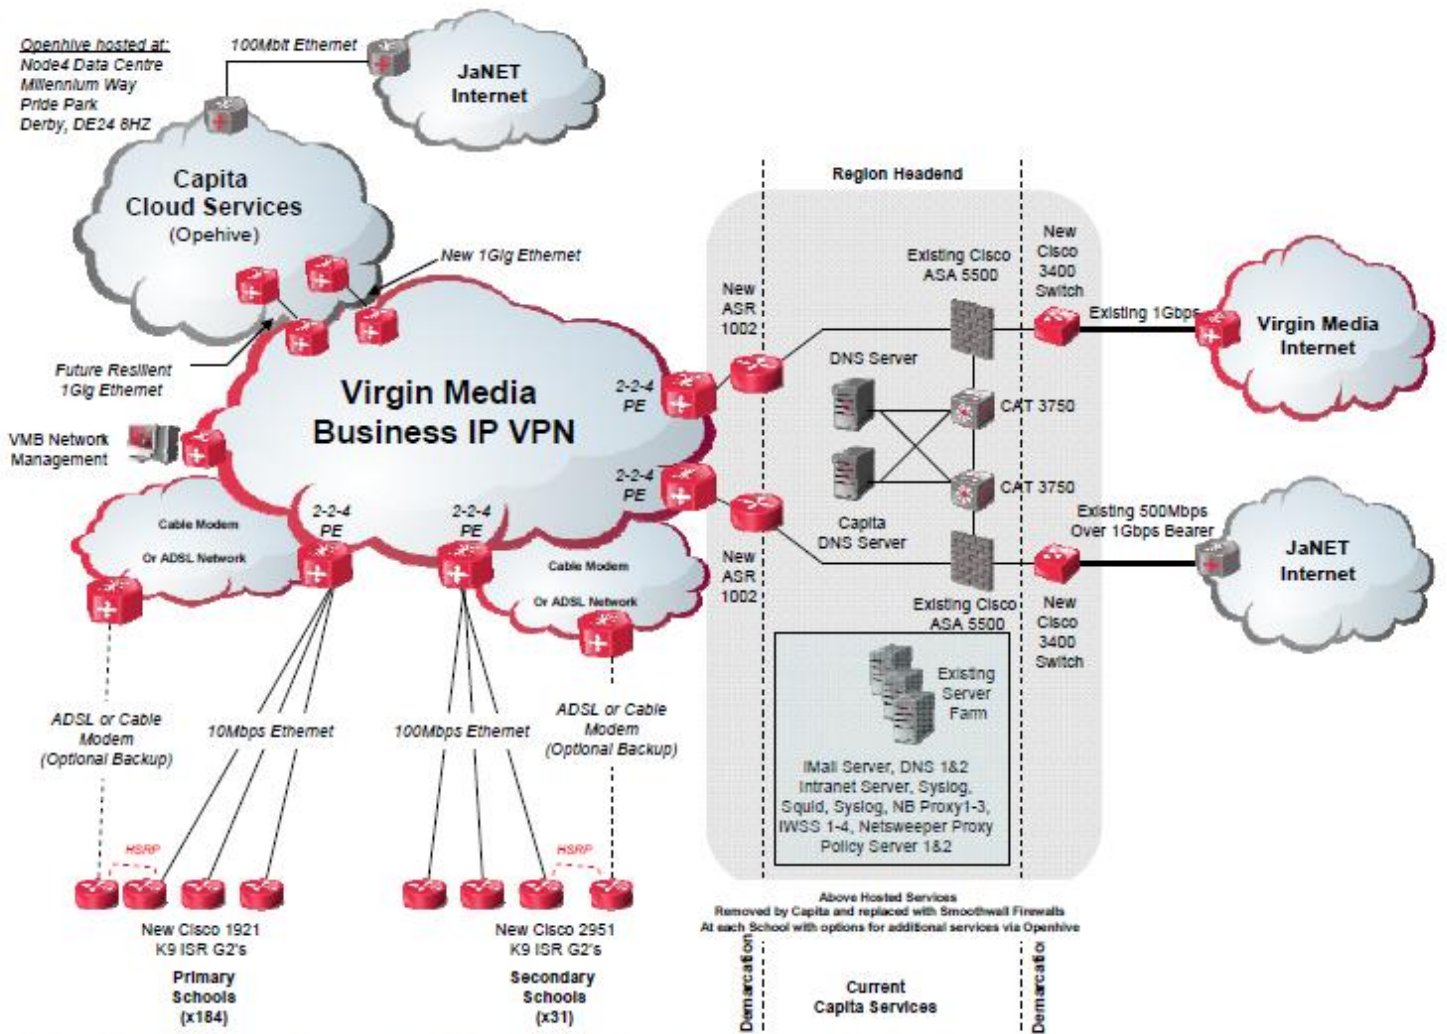 Openhive hosted at:
Node4 Data Centre
Millennium Way
Pride Park
Derby, DE24 8HZ
100Mbit Ethernet
JaNET
Internet
Capita
Cloud Services
(Opehive)
New 1Gig Ethernet
Future Resilient
1Gig Ethernet
Virgin Media
Business IP VPN
VMB Network
Management
2-2-4
PE
2-2-4
PE
2-2-4
PE
2-2-4
PE
Cable Modem
Or ADSL Network
Cable Modem
Or ADSL Network
ADSL or Cable
Modem
(Optional Backup)
10Mbps Ethernet
100Mbps Ethernet
ADSL or Cable
Modem
(Optional Backup)
HSRP
HSRP
New Cisco 1921
K9 ISR G2's
Primary
Schools
(x184)
New Cisco 2951
K9 ISR G2's
Secondary
Schools
(x31)
Region Headend
New
ASR
1002
Existing Cisco
ASA 5500
New
Cisco
3400
Switch
Existing 1Gbps
Virgin Media
Internet
DNS Server
CAT 3750
CAT 3750
Capita
DNS Server
New
ASR
1002
Existing Cisco
ASA 5500
New
Cisco
3400
Switch
Existing 500Mbps
Over 1Gbps Bearer
JaNET
Internet
Existing
Server
Farm
IMail Server, DNS 1&2
Intranet Server, Syslog,
Squid, Syslog, NB Proxy1-3,
IWSS 1-4, Netsweeper Proxy
Policy Server 1&2
Above Hosted Services
Removed by Capita and replaced with Smoothwall Firewalls
At each School with options for additional services via Openhive
Demarcation
Current
Capita Services
Demarcatio